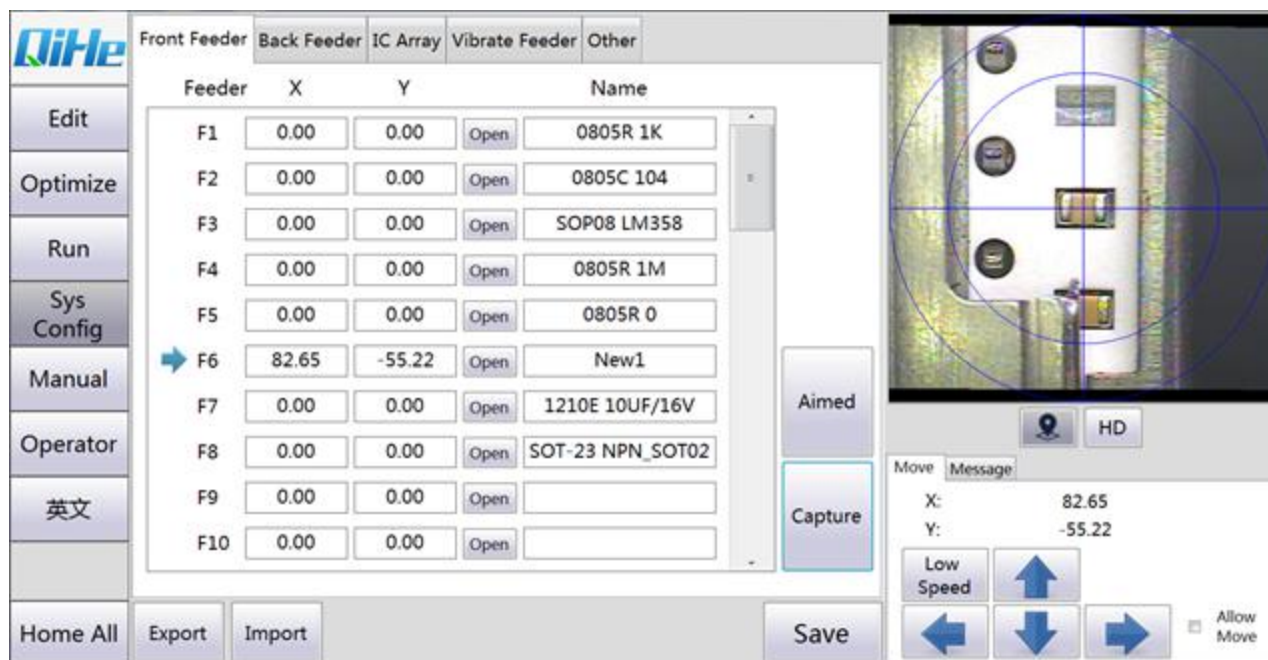 QiHe
Front Feeder Back Feeder IC Array Vibrate Feeder Other
Feeder X Y Name
F1 0.00 0.00 Open 0805R 1K
F2 0.00 0.00 Open 0805C 104
F3 0.00 0.00 Open SOP08 LM358
F4 0.00 0.00 Open 0805R 1M
F5 0.00 0.00 Open 0805R 0
F6 82.65 -55.22 Open New1
F7 0.00 0.00 Open 1210E 10UF/16V
F8 0.00 0.00 Open SOT-23 NPN_SOT02
F9 0.00 0.00 Open
F10 0.00 0.00 Open
Edit
Optimize
Run
Sys
Config
Manual
Operator
英文
Home All
Export Import Save
Aimed
Capture
HD
Move Message
X: 82.65
Y: -55.22
Low
Speed
Allow
Move